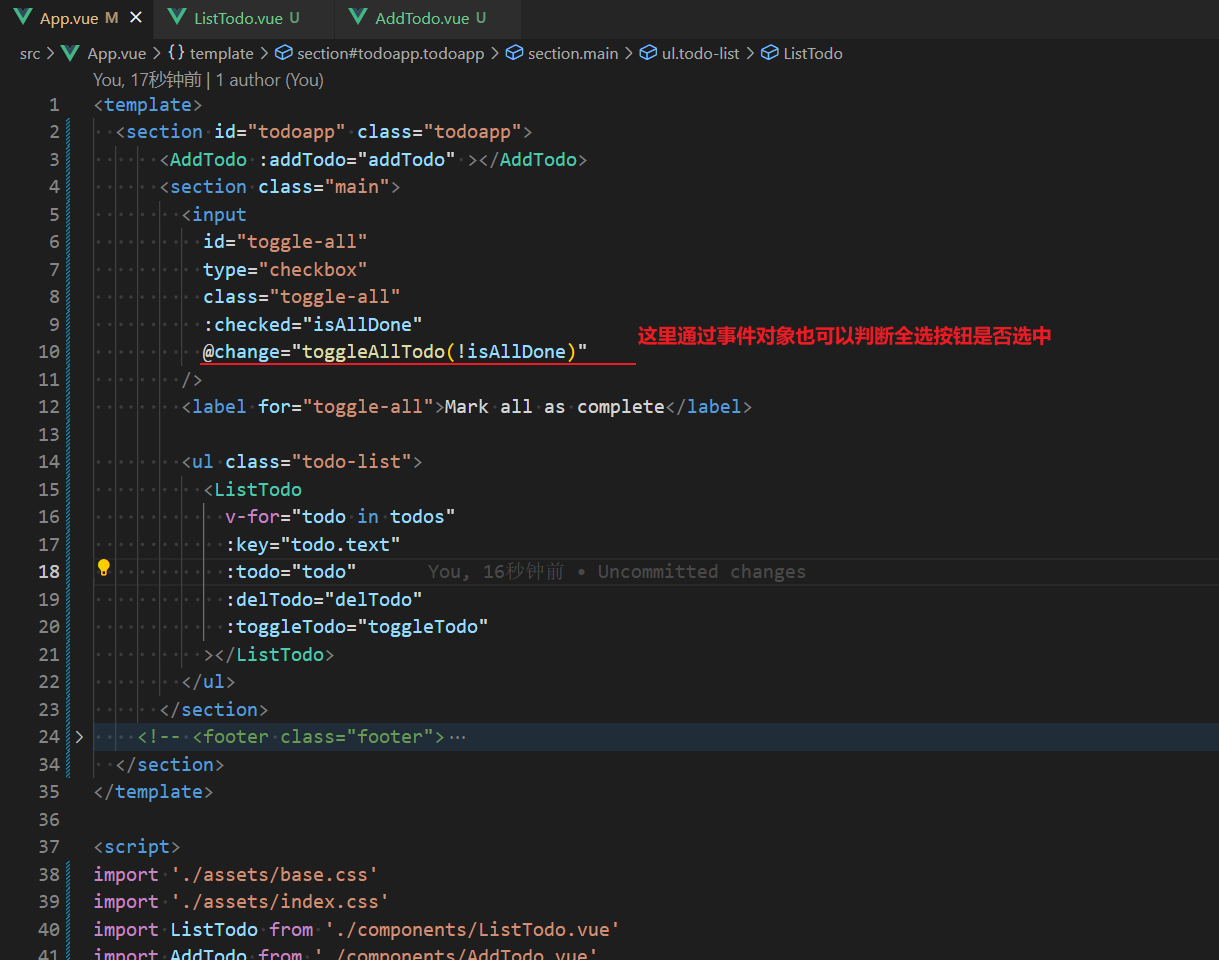 App.vue M
ListTodo.vue U
AddTodo.vue U
src > App.vue > {} template > section#todoapp.todoapp > section.main > ul.todo-list > ListTodo
You, 17秒钟前 | 1 author (You)
1 <template>
2 <section id="todoapp" class="todoapp">
3 <AddTodo :addTodo="addTodo" ></AddTodo>
4 <section class="main">
5 <input
6 id="toggle-all"
7 type="checkbox"
8 class="toggle-all"
9 :checked="isAllDone"
这里通过事件对象也可以判断全选按钮是否选中
10 @change="toggleAllTodo(!isAllDone)"
11 />
12 <label for="toggle-all">Mark all as complete</label>
13
14 <ul class="todo-list">
15 <ListTodo
16 v-for="todo in todos"
17 :key="todo.text"
18 :todo="todo" You, 16秒钟前 • Uncommitted changes
19 :delTodo="delTodo"
20 :toggleTodo="toggleTodo"
21 ></ListTodo>
22 </ul>
23 </section>
24 <!-- <footer class="footer">…
34 </section>
35 </template>
36
37 <script>
38 import './assets/base.css'
39 import './assets/index.css'
40 import ListTodo from './components/ListTodo.vue'
41 import AddTodo from './components/AddTodo.vue'